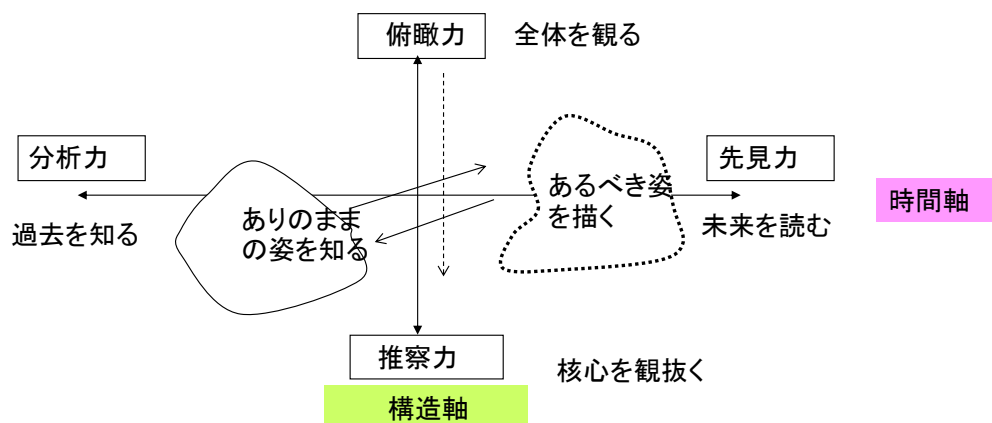 俯瞰力
全体を観る
分析力
先見力
過去を知る
ありのまま
の姿を知る
あるべき姿
を描く
未来を読む
時間軸
推察力
核心を観抜く
構造軸